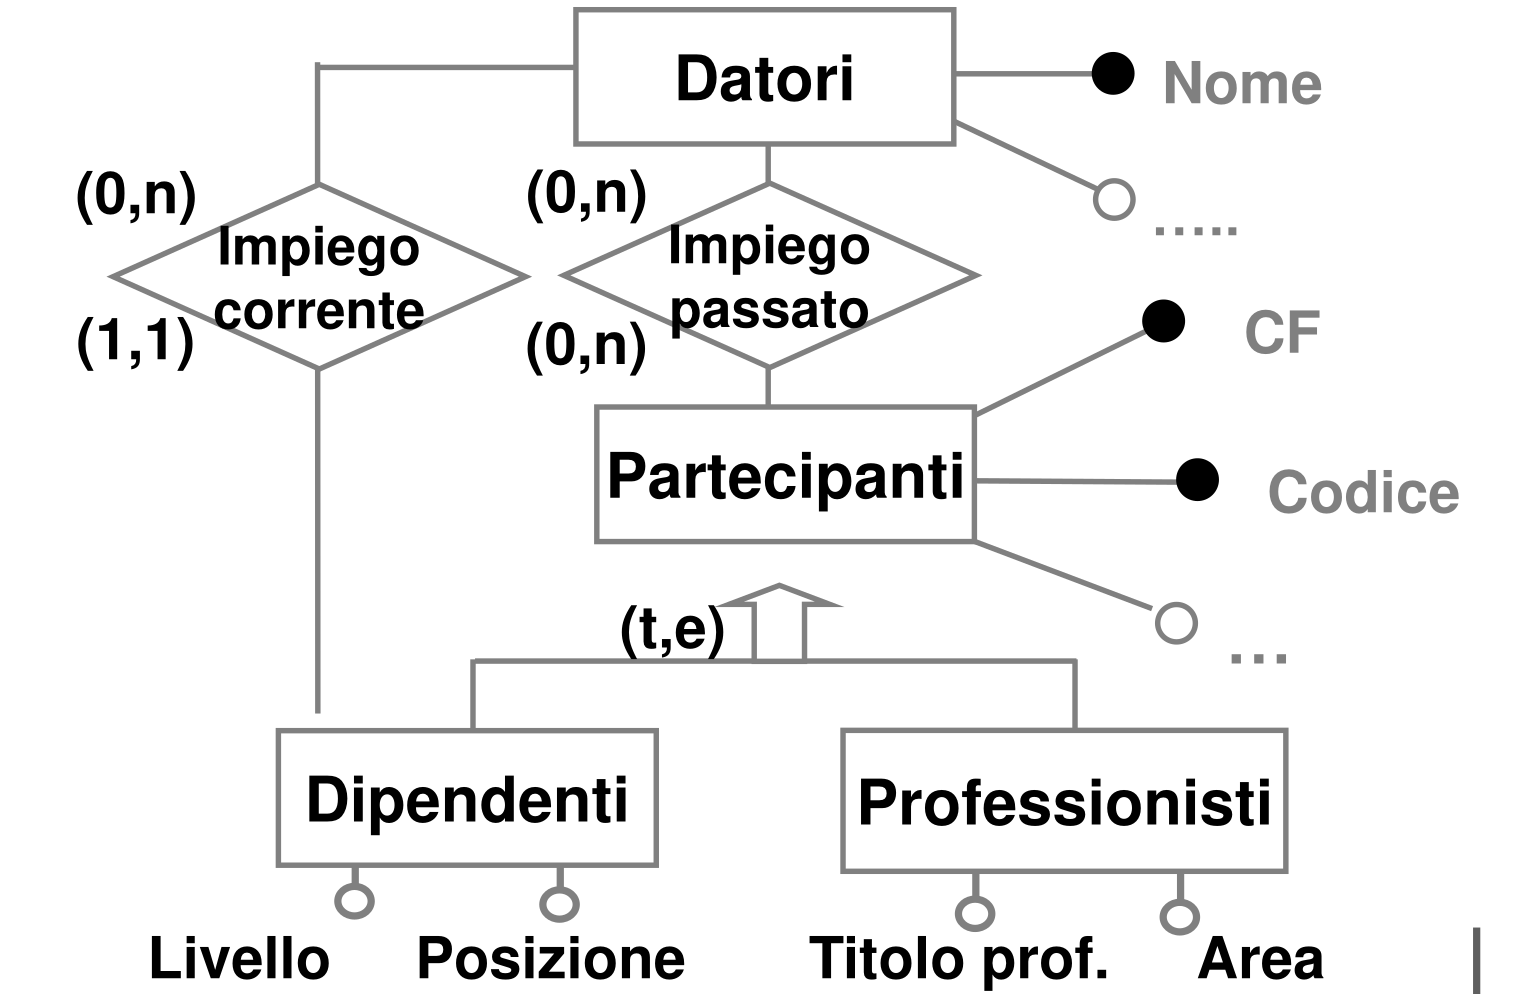 Datori
Nome
(0,n)
(0,n)
.....
Impiego
corrente
Impiego
passato
(1,1)
(0,n)
CF
Partecipanti
Codice
(t,e)
...
Dipendenti
Professionisti
Livello
Posizione
Titolo prof.
Area